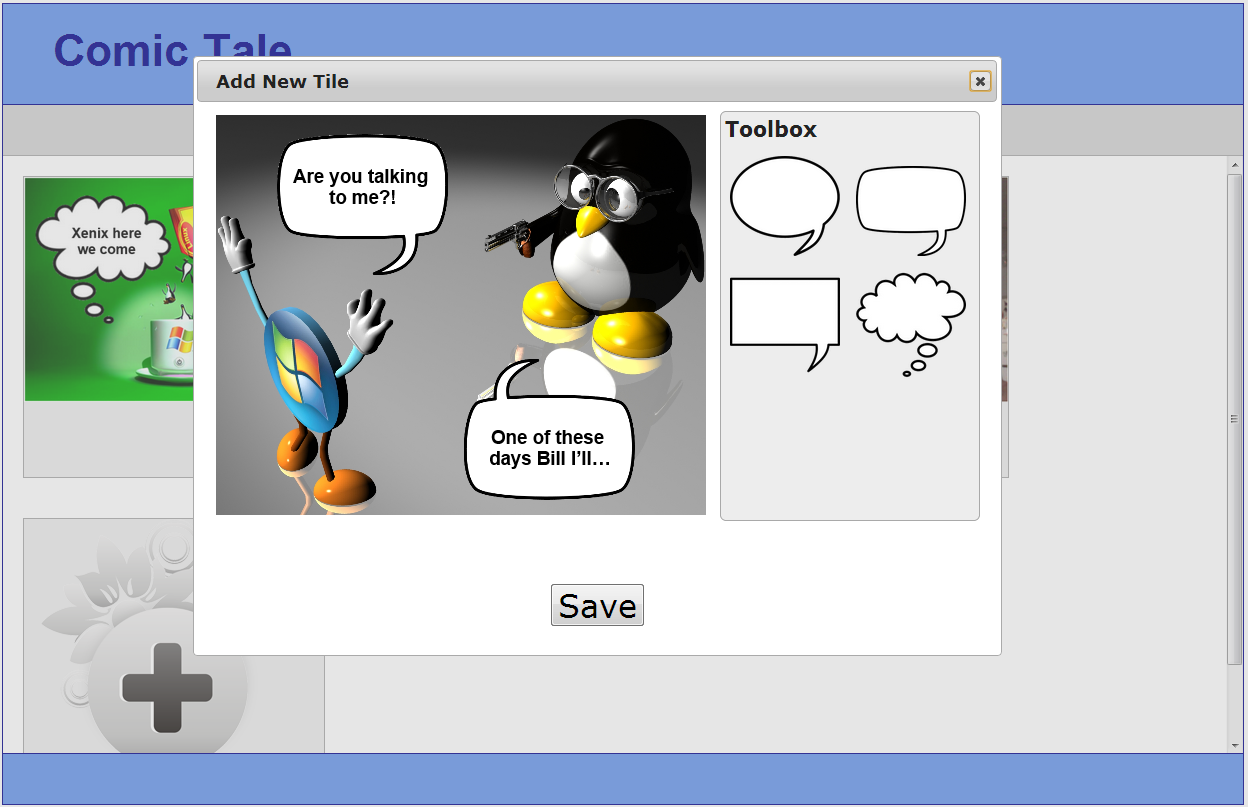 Comic Tale
Add New Tile
Are you talking
to me?!
One of these
days Bill I’ll…
Toolbox
Xenix here
we come
Linux
Save